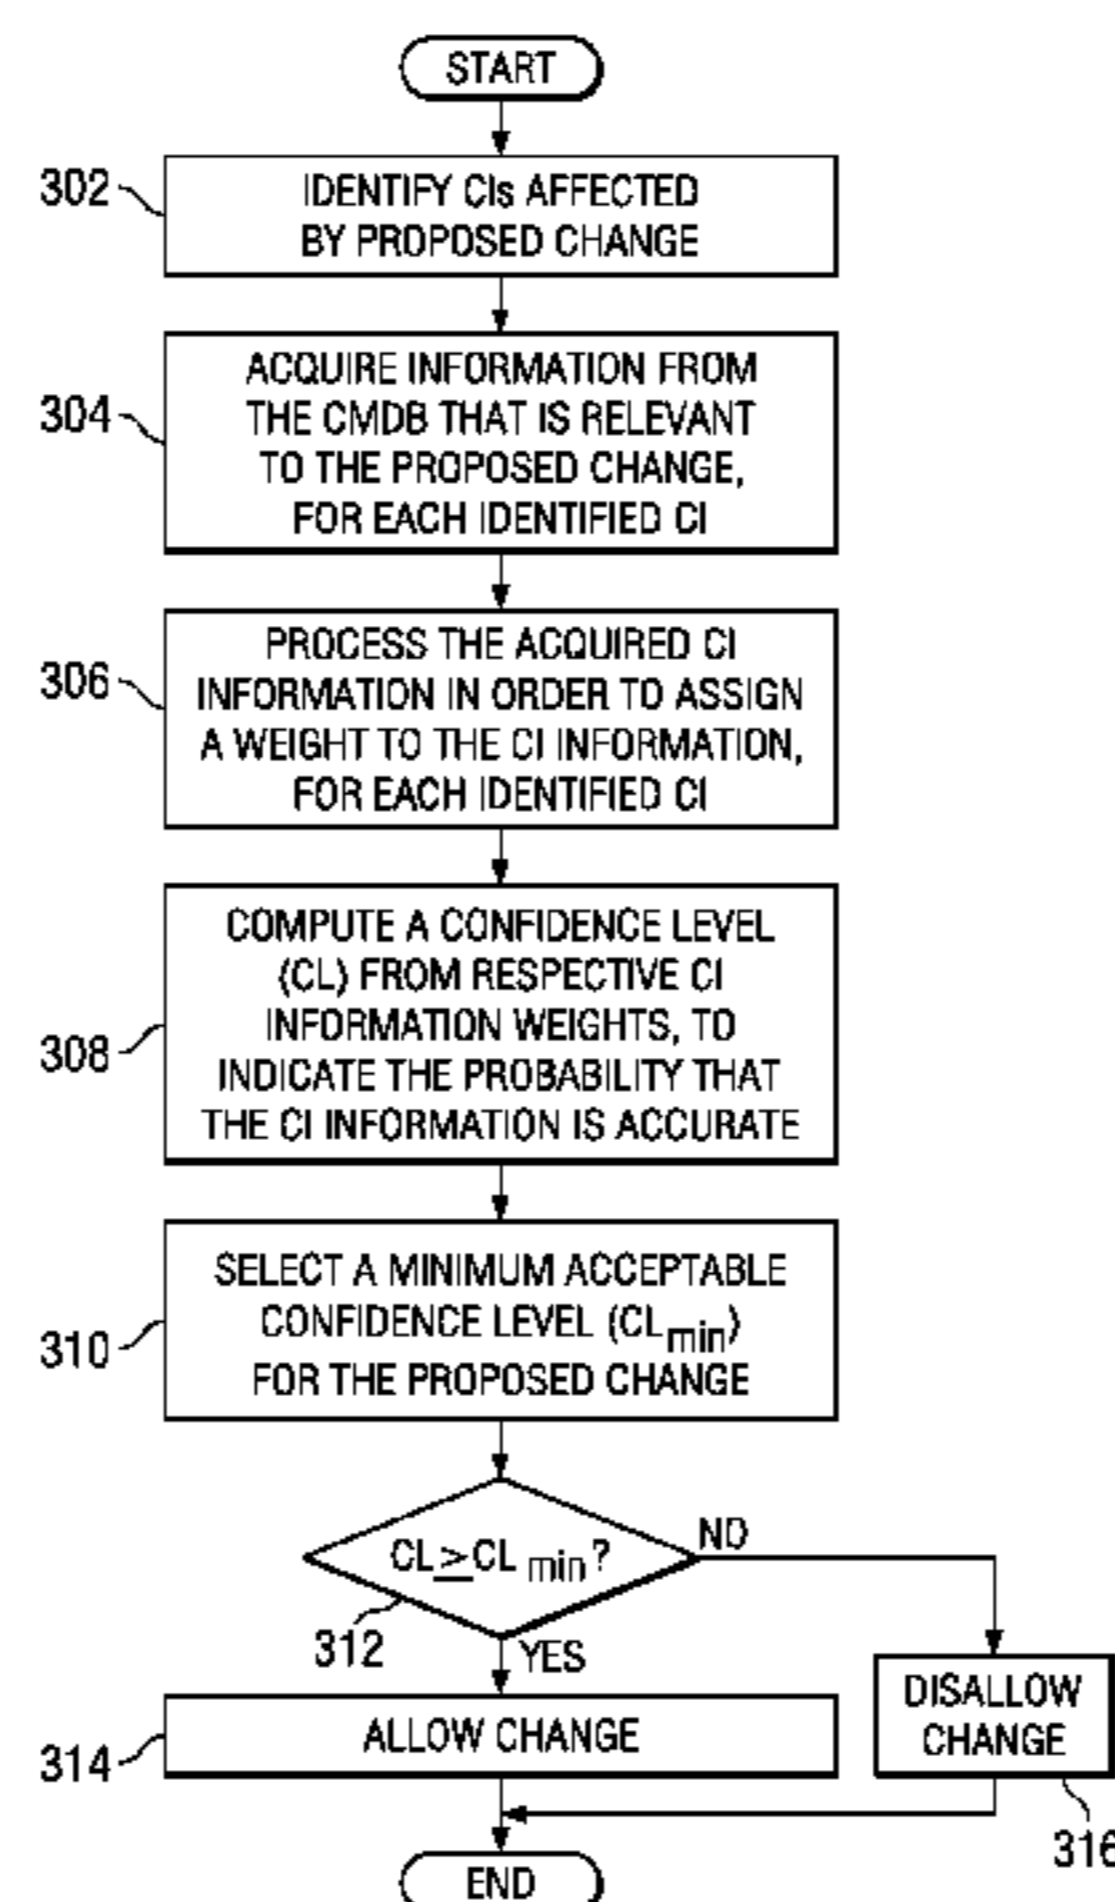 START
302
IDENTIFY CIs AFFECTED
BY PROPOSED CHANGE
304
ACQUIRE INFORMATION FROM
THE CMDB THAT IS RELEVANT
TO THE PROPOSED CHANGE,
FOR EACH IDENTIFIED CI
306
PROCESS THE ACQUIRED CI
INFORMATION IN ORDER TO ASSIGN
A WEIGHT TO THE CI INFORMATION,
FOR EACH IDENTIFIED CI
308
COMPUTE A CONFIDENCE LEVEL
(CL) FROM RESPECTIVE CI
INFORMATION WEIGHTS, TO
INDICATE THE PROBABILITY THAT
THE CI INFORMATION IS ACCURATE
310
SELECT A MINIMUM ACCEPTABLE
CONFIDENCE LEVEL (CLmin)
FOR THE PROPOSED CHANGE
CL≥CL min?
NO
312
YES
314
ALLOW CHANGE
DISALLOW
CHANGE
316
END